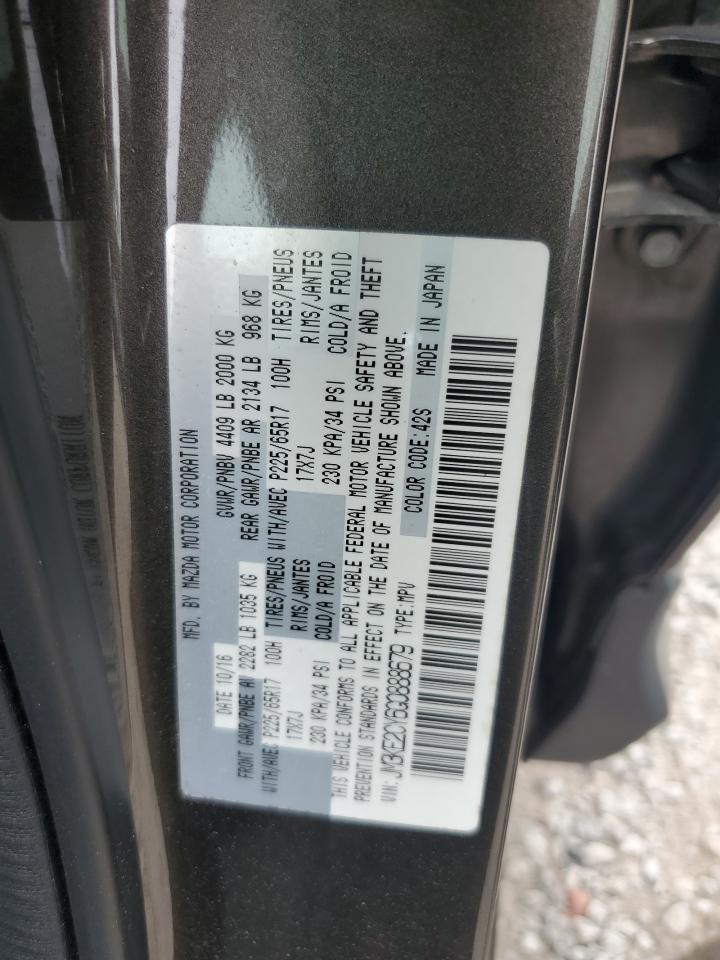 MFD. BY MAZDA MOTOR CORPORATION
DATE 10/16 GVWR/PNBV 4409 LB 2000 KG
FRONT GAWR/PNBE AV 2282 LB 1035 KG REAR GAWR/PNBE AR 2134 LB 968 KG
WITH/AVEC P225/65R17 100H TIRES/PNEUS WITH/AVEC P225/65R17 100H TIRES/PNEUS
17X7J RIMS/JANTES 17X7J RIMS/JANTES
230 KPA/34 PSI COLD/A FROID 230 KPA/34 PSI COLD/A FROID
THIS VEHICLE CONFORMS TO ALL APPLICABLE FEDERAL MOTOR VEHICLE SAFETY AND THEFT
PREVENTION STANDARDS IN EFFECT ON THE DATE OF MANUFACTURE SHOWN ABOVE.
VIN: JM3KE2CY6G0888679 TYPE:MPV COLOR CODE:42S MADE IN JAPAN